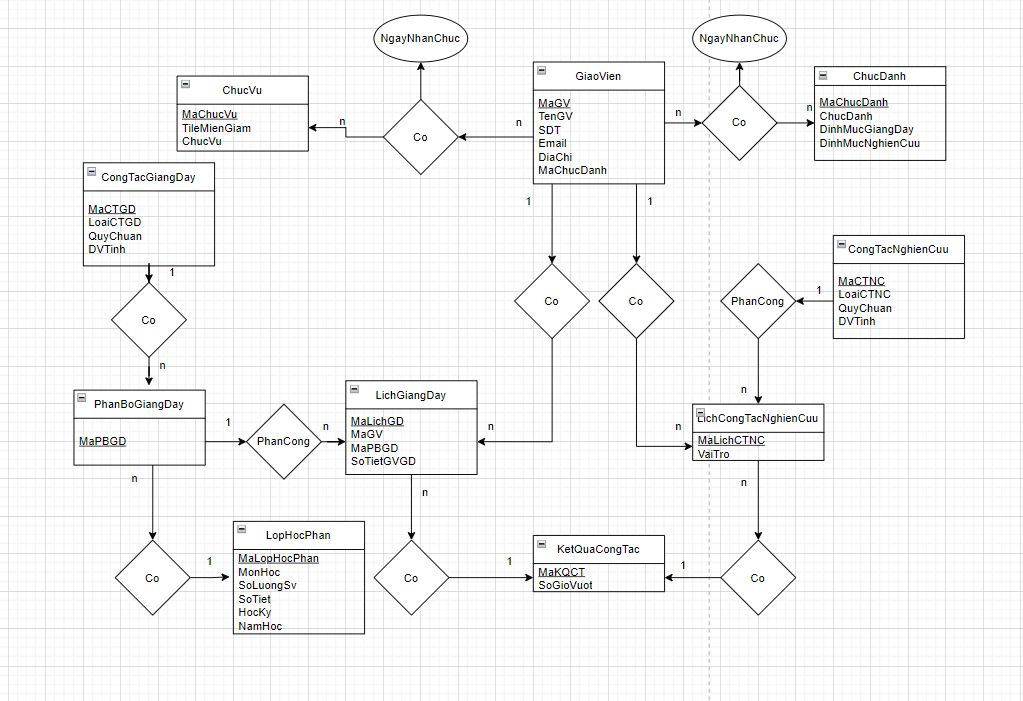 NgayNhanChuc
NgayNhanChuc
ChucVu
MaChucVu
TileMienGiam
ChucVu
n
Co
n
GiaoVien
MaGV
TenGV
SDT
Email
DiaChi
MaChucDanh
n
Co
n
ChucDanh
MaChucDanh
ChucDanh
DinhMucGiangDay
DinhMucNghienCuu
CongTacGiangDay
MaCTGD
LoaiCTGD
QuyChuan
DVTinh
1
1
1
Co
n
Co
Co
PhanCong
1
CongTacNghienCuu
MaCTNC
LoaiCTNC
QuyChuan
DVTinh
PhanBoGiangDay
MaPBGD
1
PhanCong
n
LichGiangDay
MaLichGD
MaGV
MaPBGD
SoTietGVGD
n
n
n
LichCongTacNghienCuu
MaLichCTNC
VaiTro
n
n
n
Co
1
LopHocPhan
MaLopHocPhan
MonHoc
SoLuongSv
SoTiet
HocKy
NamHoc
Co
1
KetQuaCongTac
MaKQCT
SoGioVuot
1
Co